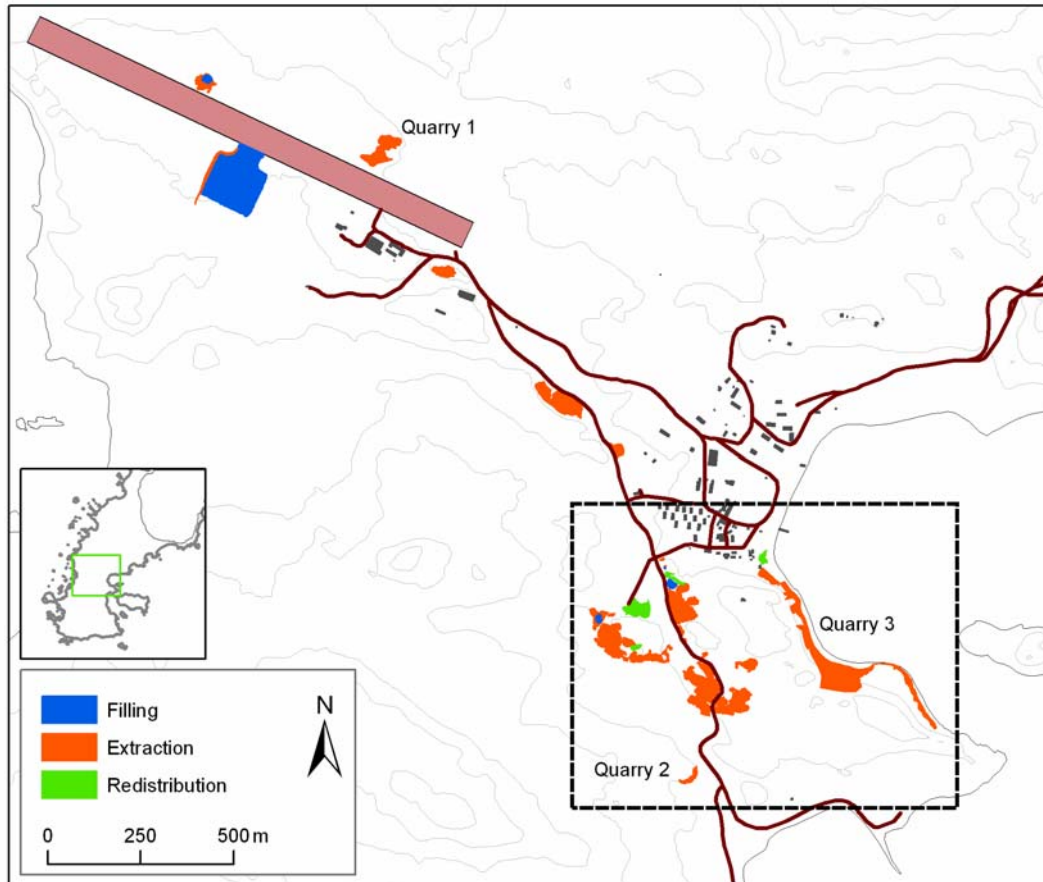 Quarry 1
Quarry 3
Quarry 2
Filling
Extraction
Redistribution
N
0 250 500 m